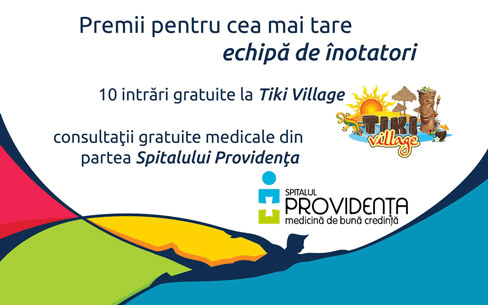 Premii pentru cea mai tare
echipă de înotatori
10 intrări gratuite la Tiki Village
TIKI
village
consultaţii gratuite medicale din
partea Spitalului Providenţa
SPITALUL
PROVIDENŢA
medicină de bună credinţă